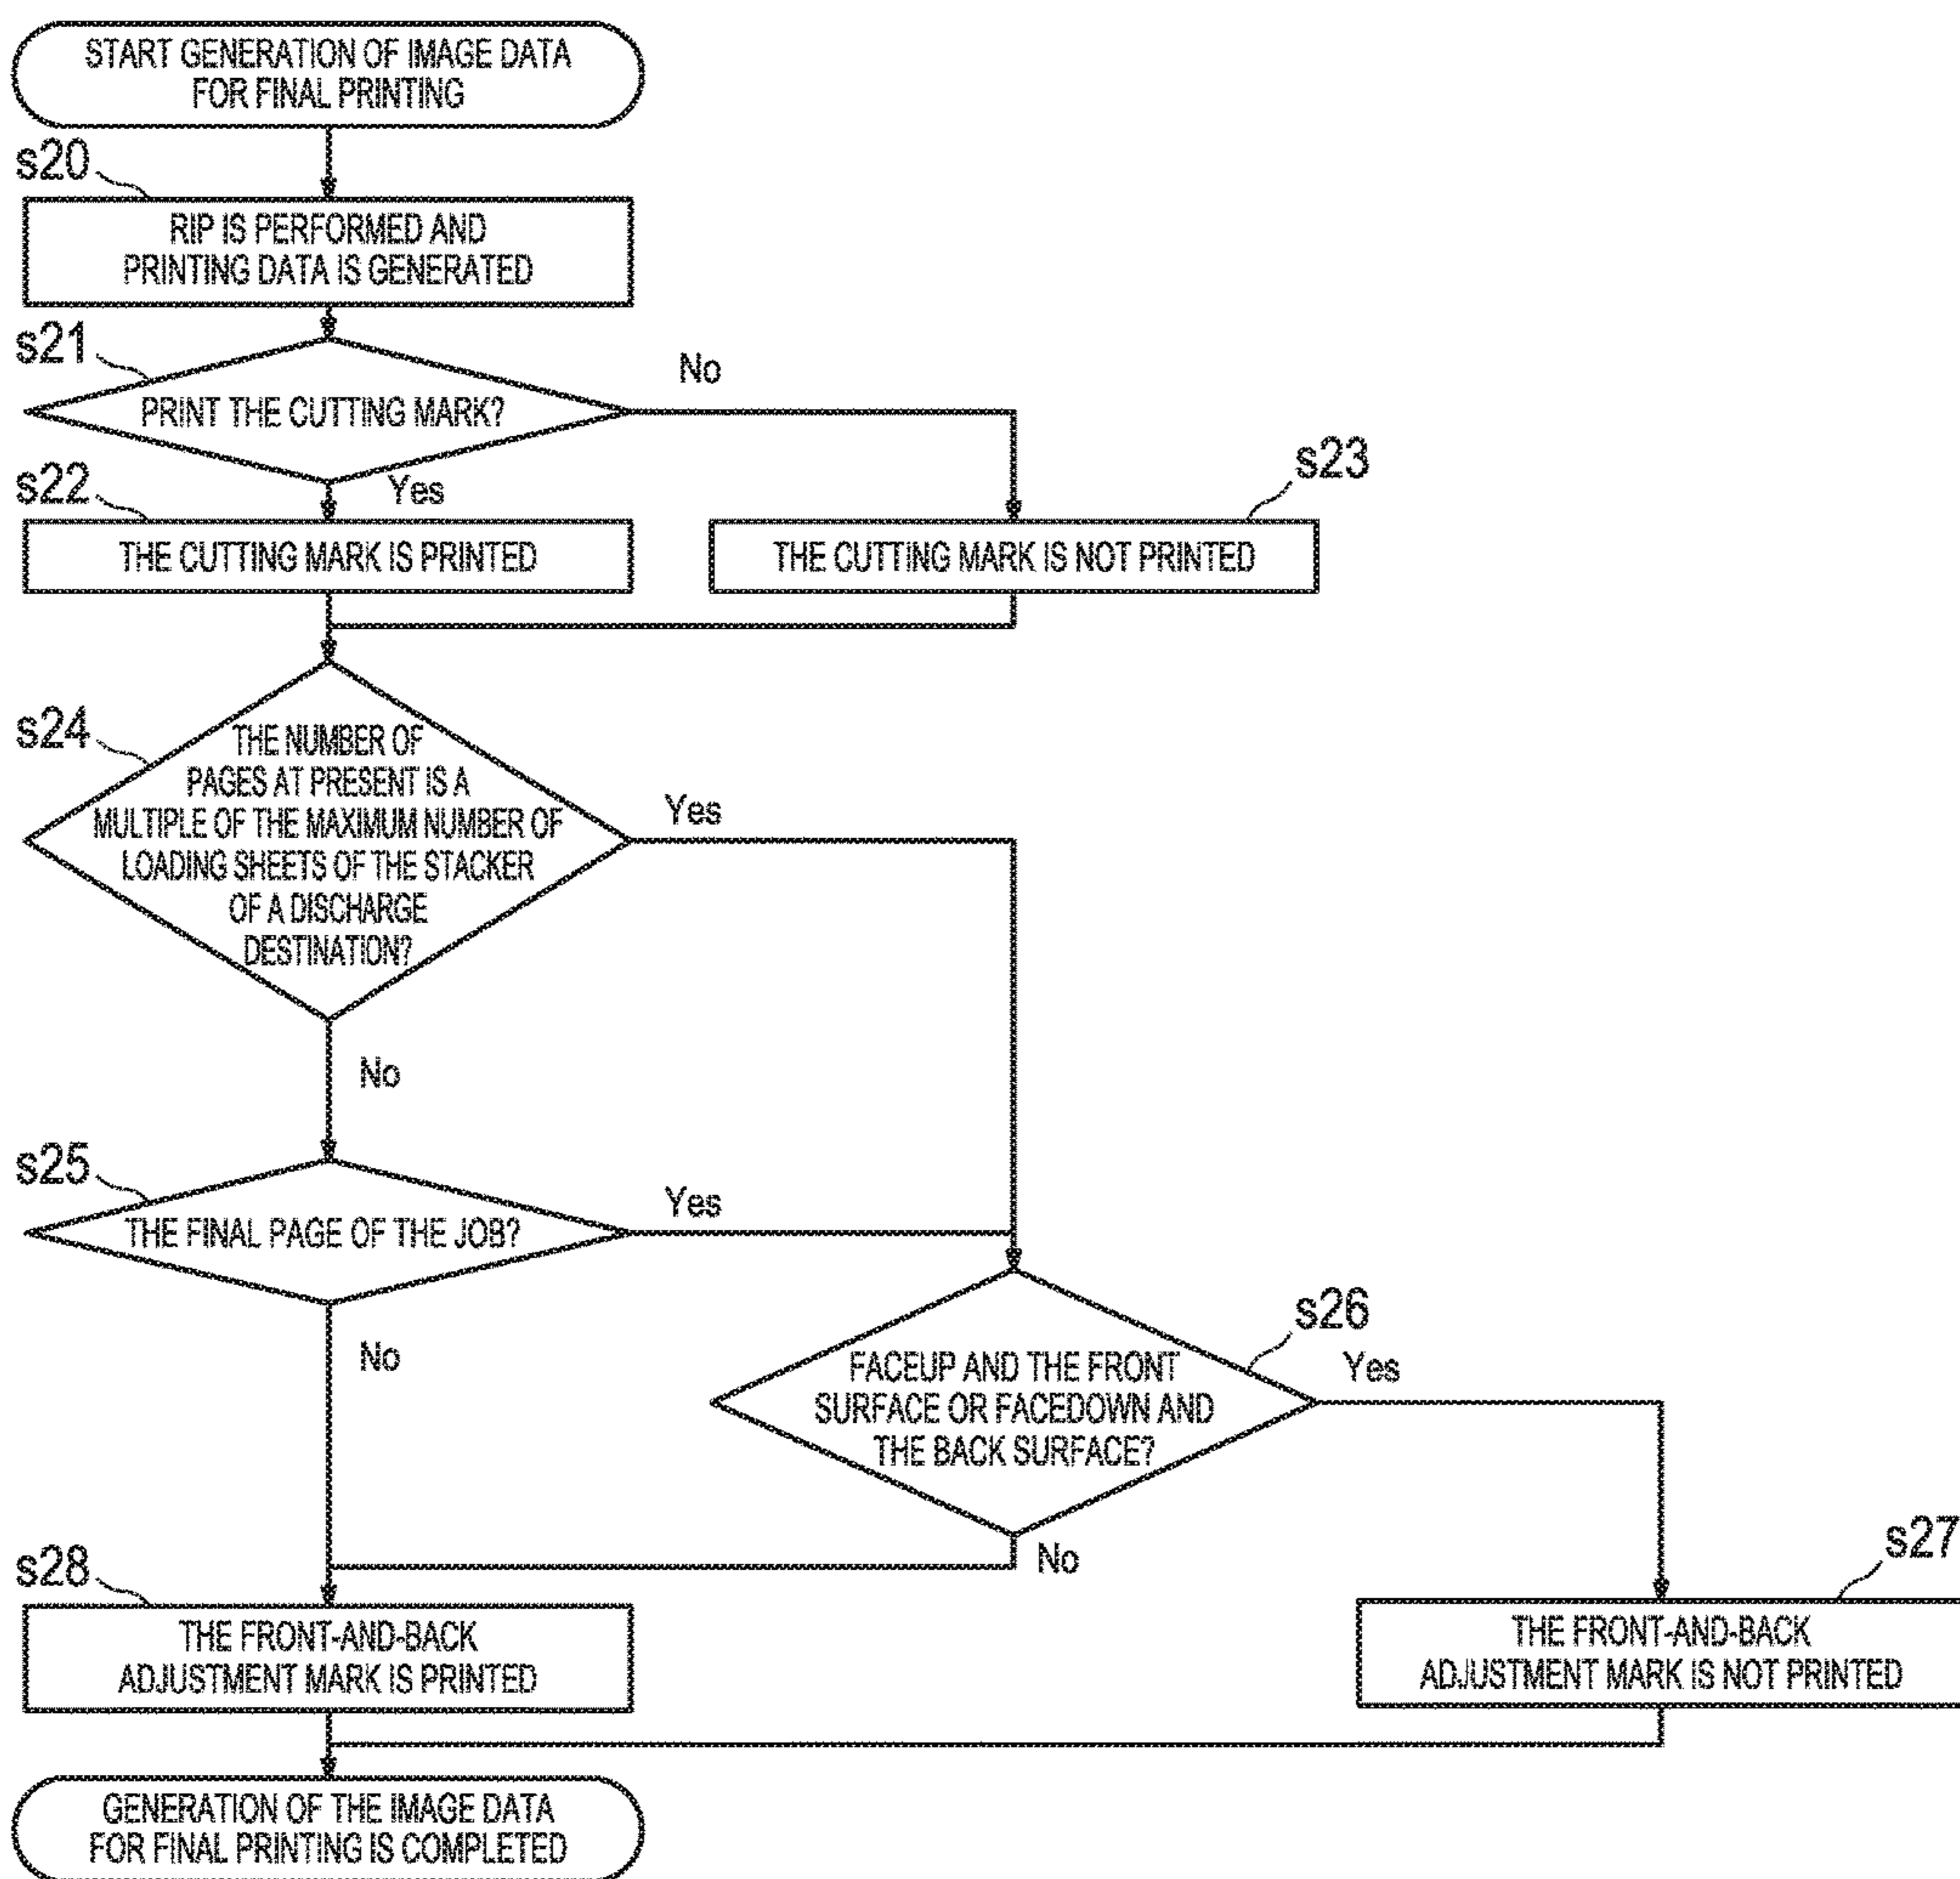 START GENERATION OF IMAGE DATA
FOR FINAL PRINTING
s20
RIP IS PERFORMED AND
PRINTING DATA IS GENERATED
s21
PRINT THE CUTTING MARK?
No
Yes
s22
THE CUTTING MARK IS PRINTED
s23
THE CUTTING MARK IS NOT PRINTED
s24
THE NUMBER OF
PAGES AT PRESENT IS A
MULTIPLE OF THE MAXIMUM NUMBER OF
LOADING SHEETS OF THE STACKER
OF A DISCHARGE
DESTINATION?
Yes
No
s25
THE FINAL PAGE OF THE JOB?
Yes
No
s26
FACEUP AND THE FRONT
SURFACE OR FACEDOWN AND
THE BACK SURFACE?
Yes
No
s27
THE FRONT-AND-BACK
ADJUSTMENT MARK IS NOT PRINTED
s28
THE FRONT-AND-BACK
ADJUSTMENT MARK IS PRINTED
GENERATION OF THE IMAGE DATA
FOR FINAL PRINTING IS COMPLETED